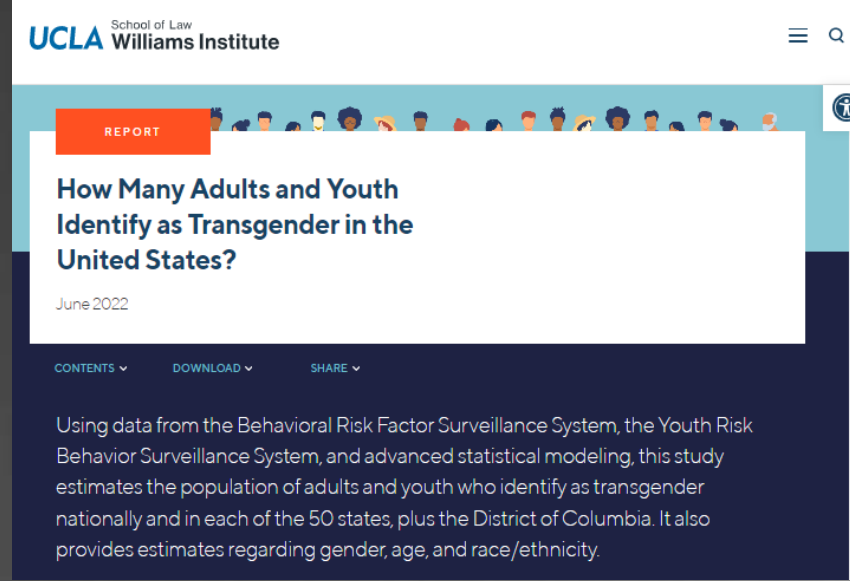 UCLA School of Law
Williams Institute
REPORT
How Many Adults and Youth
Identify as Transgender in the
United States?
June 2022
CONTENTS DOWNLOAD SHARE
Using data from the Behavioral Risk Factor Surveillance System, the Youth Risk
Behavior Surveillance System, and advanced statistical modeling, this study
estimates the population of adults and youth who identify as transgender
nationally and in each of the 50 states, plus the District of Columbia. It also
provides estimates regarding gender, age, and race/ethnicity.